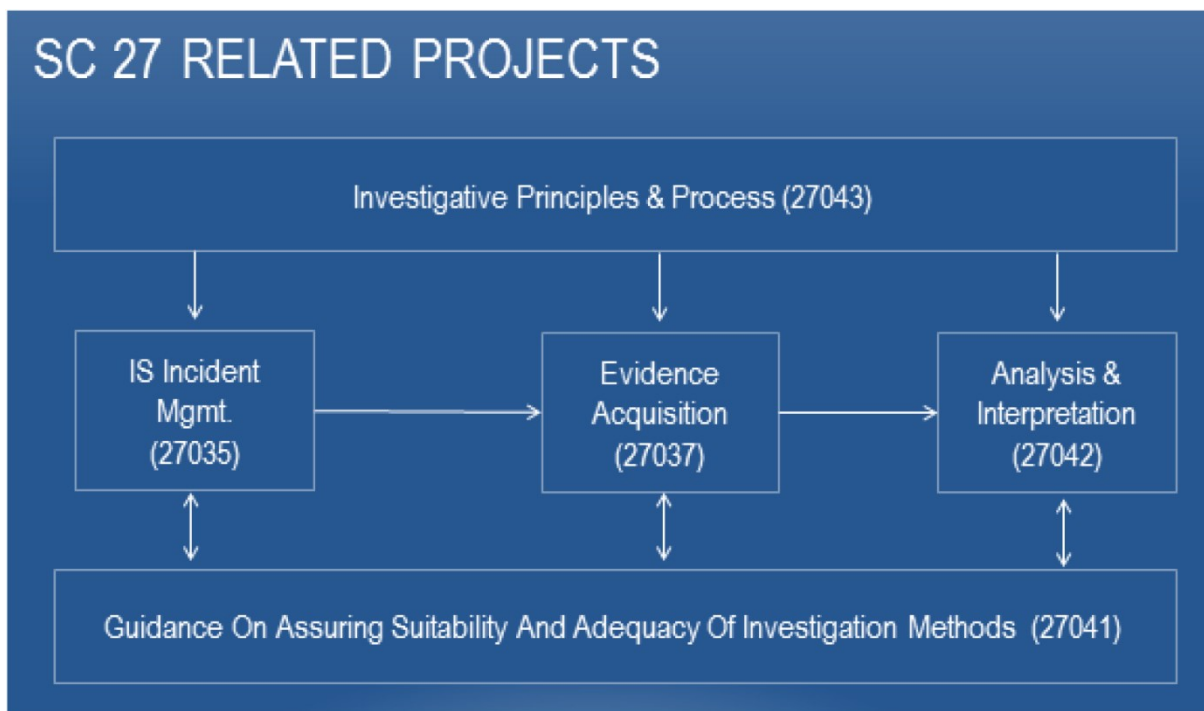 SC 27 RELATED PROJECTS
Investigative Principles & Process (27043)
IS Incident
Mgmt.
(27035)
Evidence
Acquisition
(27037)
Analysis &
Interpretation
(27042)
Guidance On Assuring Suitability And Adequacy Of Investigation Methods (27041)